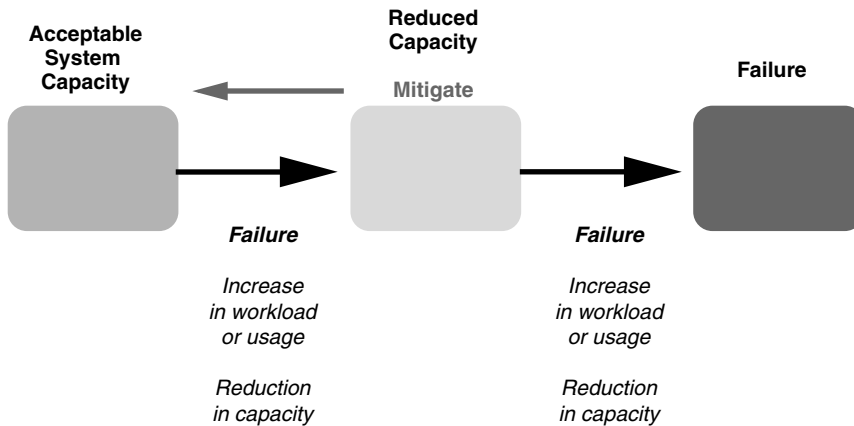 Acceptable
System
Capacity
Reduced
Capacity
Mitigate
Failure
Failure
Increase
in workload
or usage
Reduction
in capacity
Failure
Increase
in workload
or usage
Reduction
in capacity